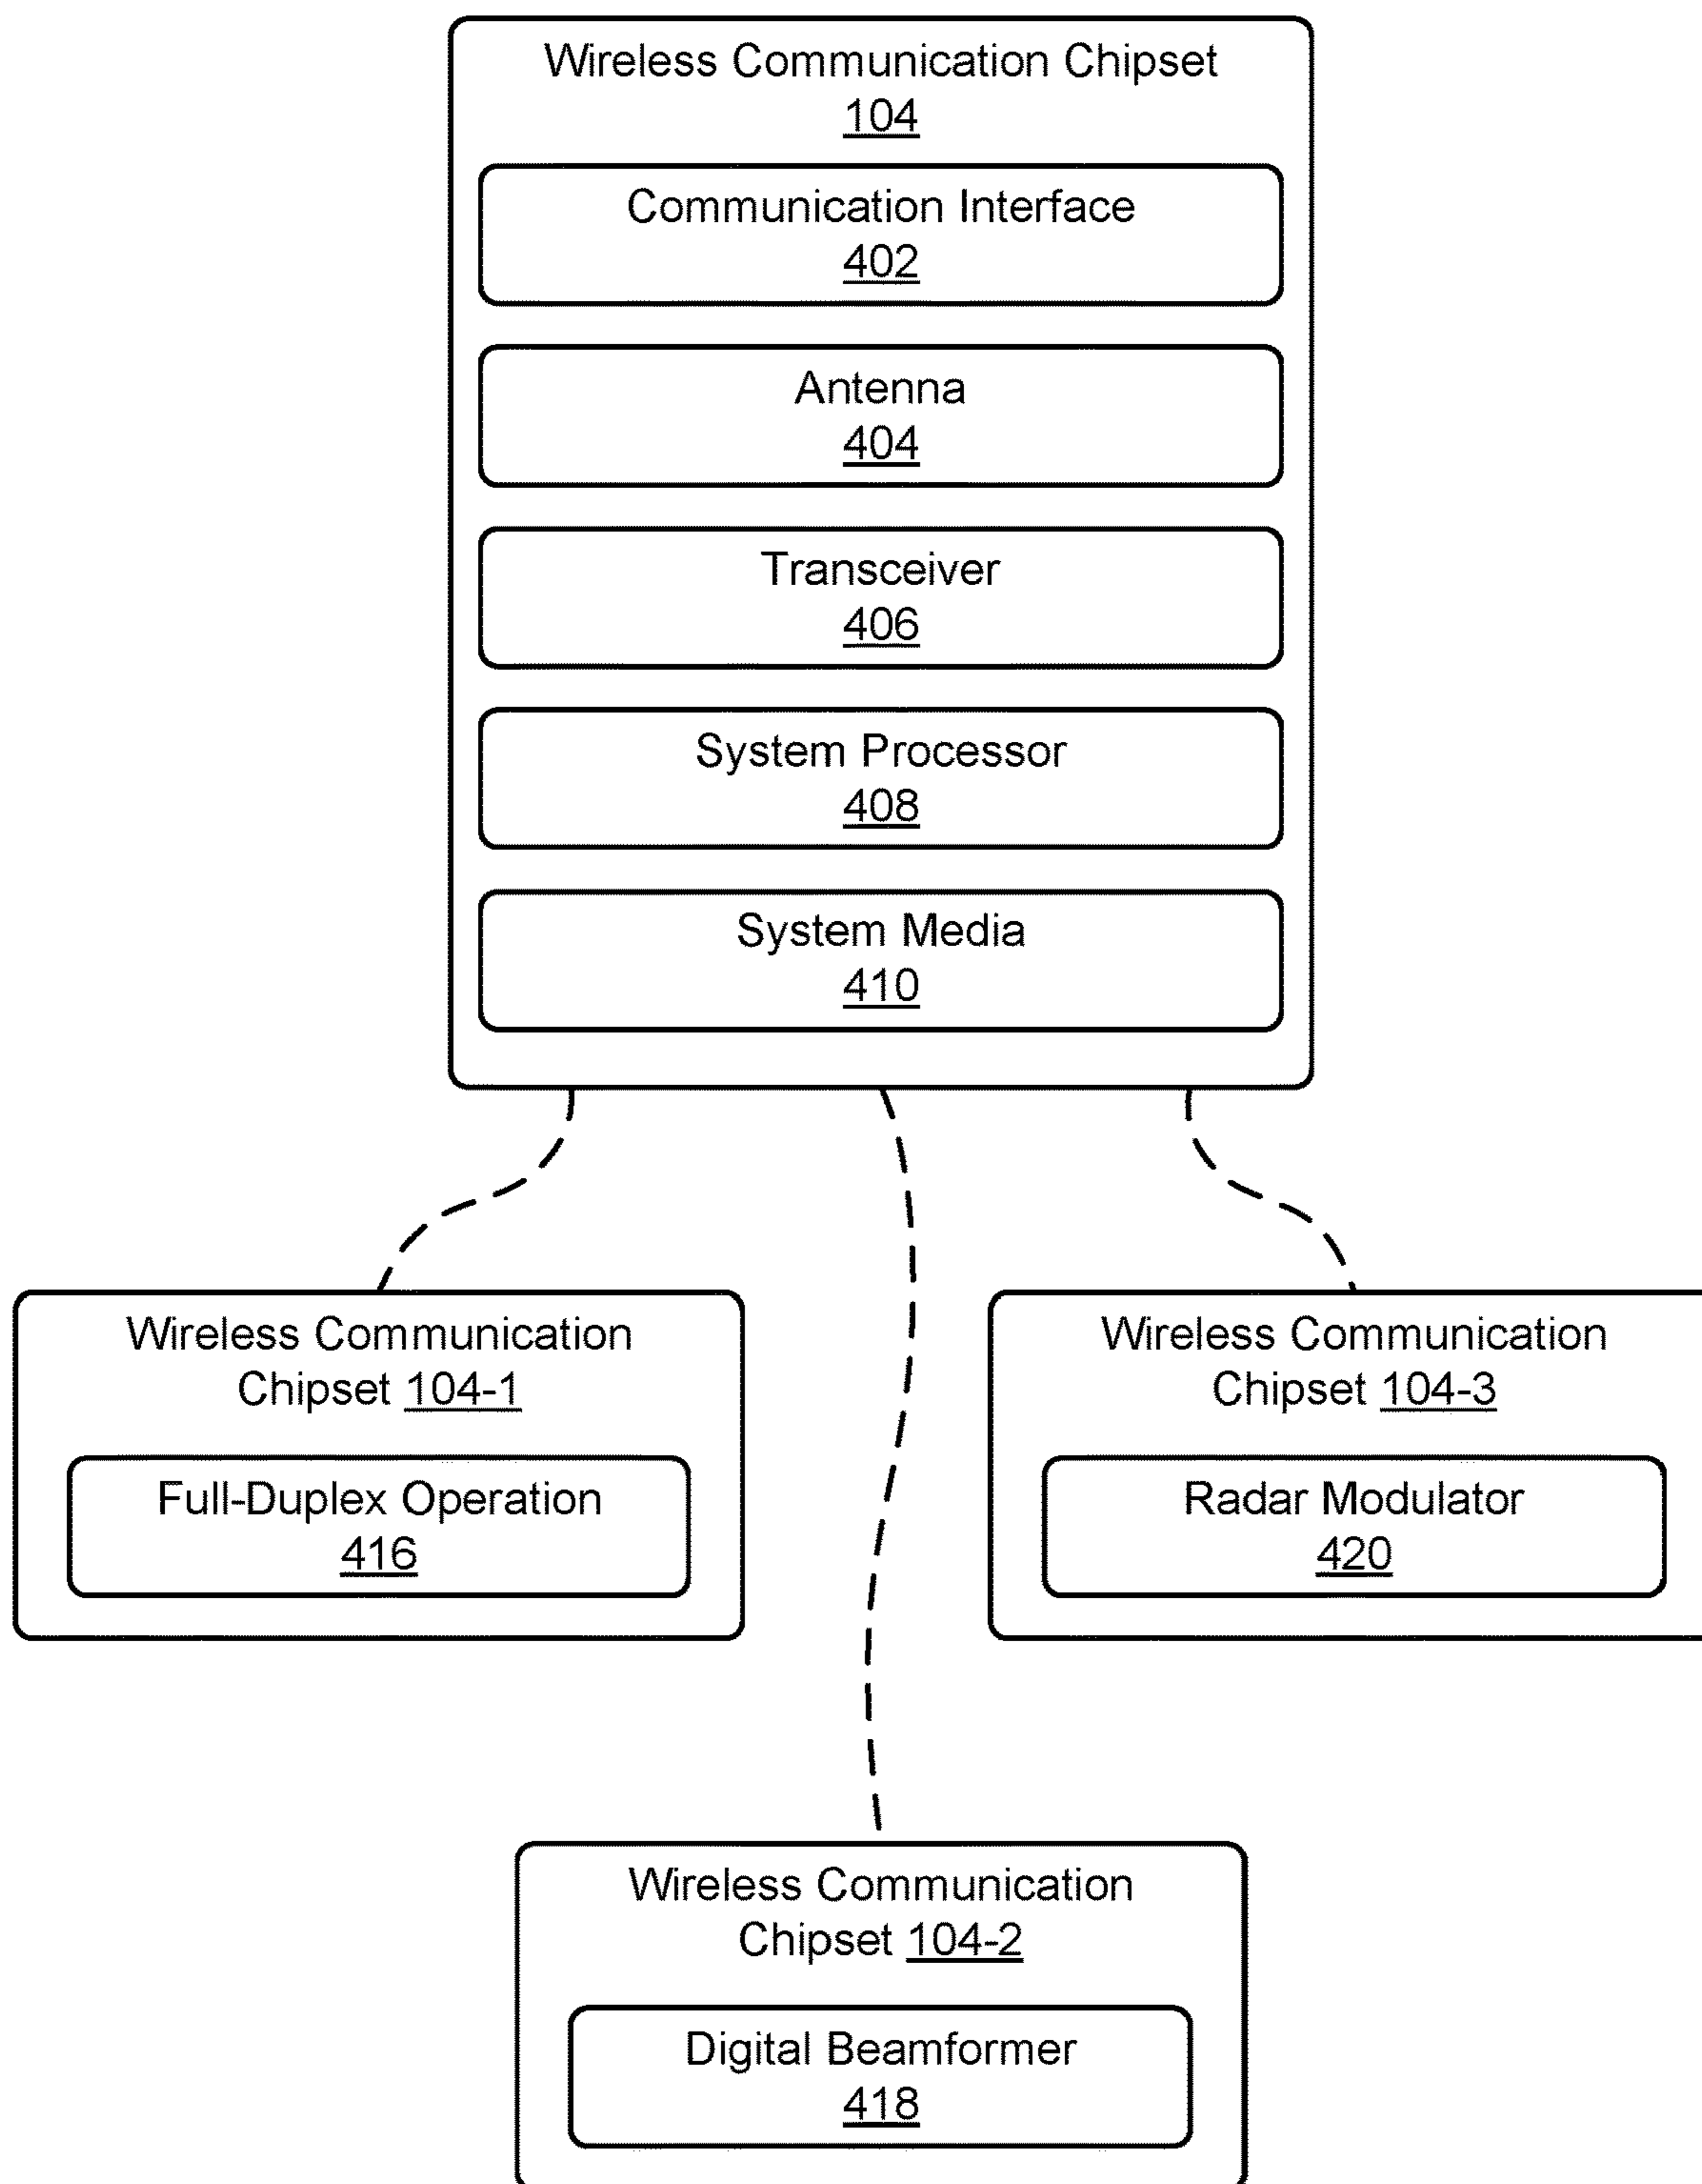 Wireless Communication Chipset
104
Communication Interface
402
Antenna
404
Transceiver
406
System Processor
408
System Media
410
Wireless Communication
Chipset 104-1
Full-Duplex Operation
416
Wireless Communication
Chipset 104-3
Radar Modulator
420
Wireless Communication
Chipset 104-2
Digital Beamformer
418